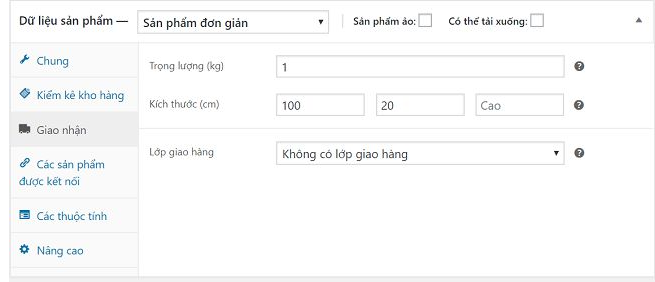 Dữ liệu sản phẩm — Sản phẩm đơn giản Sản phẩm ảo: Có thể tải xuống:
Chung
Trọng lượng (kg) 1
Kiểm kê kho hàng
Kích thước (cm) 100 20 Cao
Giao nhận
Lớp giao hàng Không có lớp giao hàng
Các sản phẩm
được kết nối
Các thuộc tính
Nâng cao